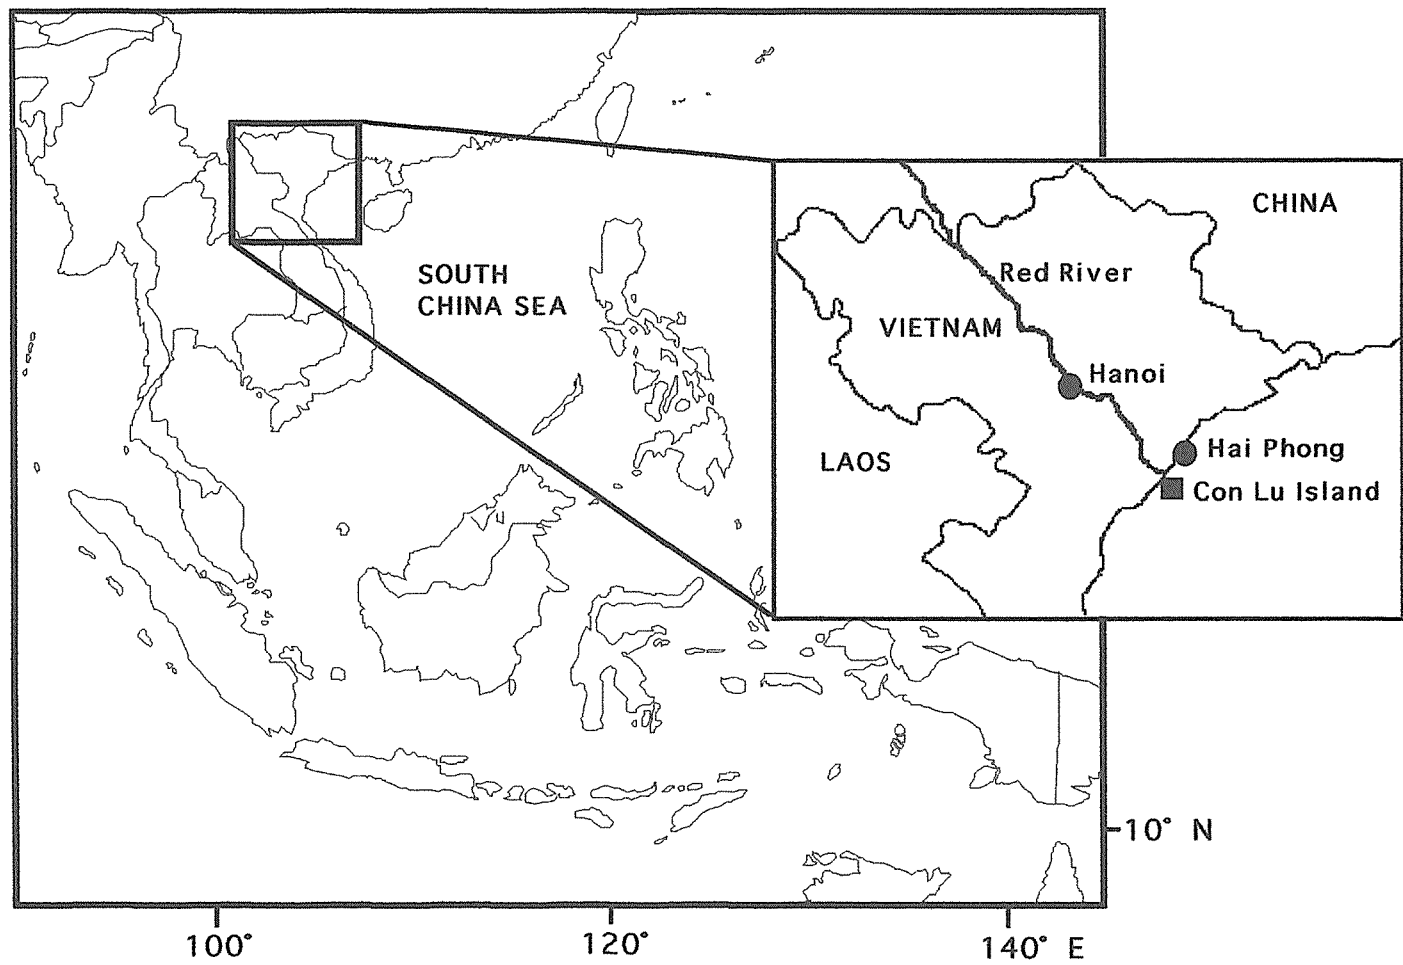 CHINA
Red River
SOUTH
CHINA SEA
VIETNAM
Hanoi
Hai Phong
LAOS
Con Lu Island
10° N
100°
120°
140° E